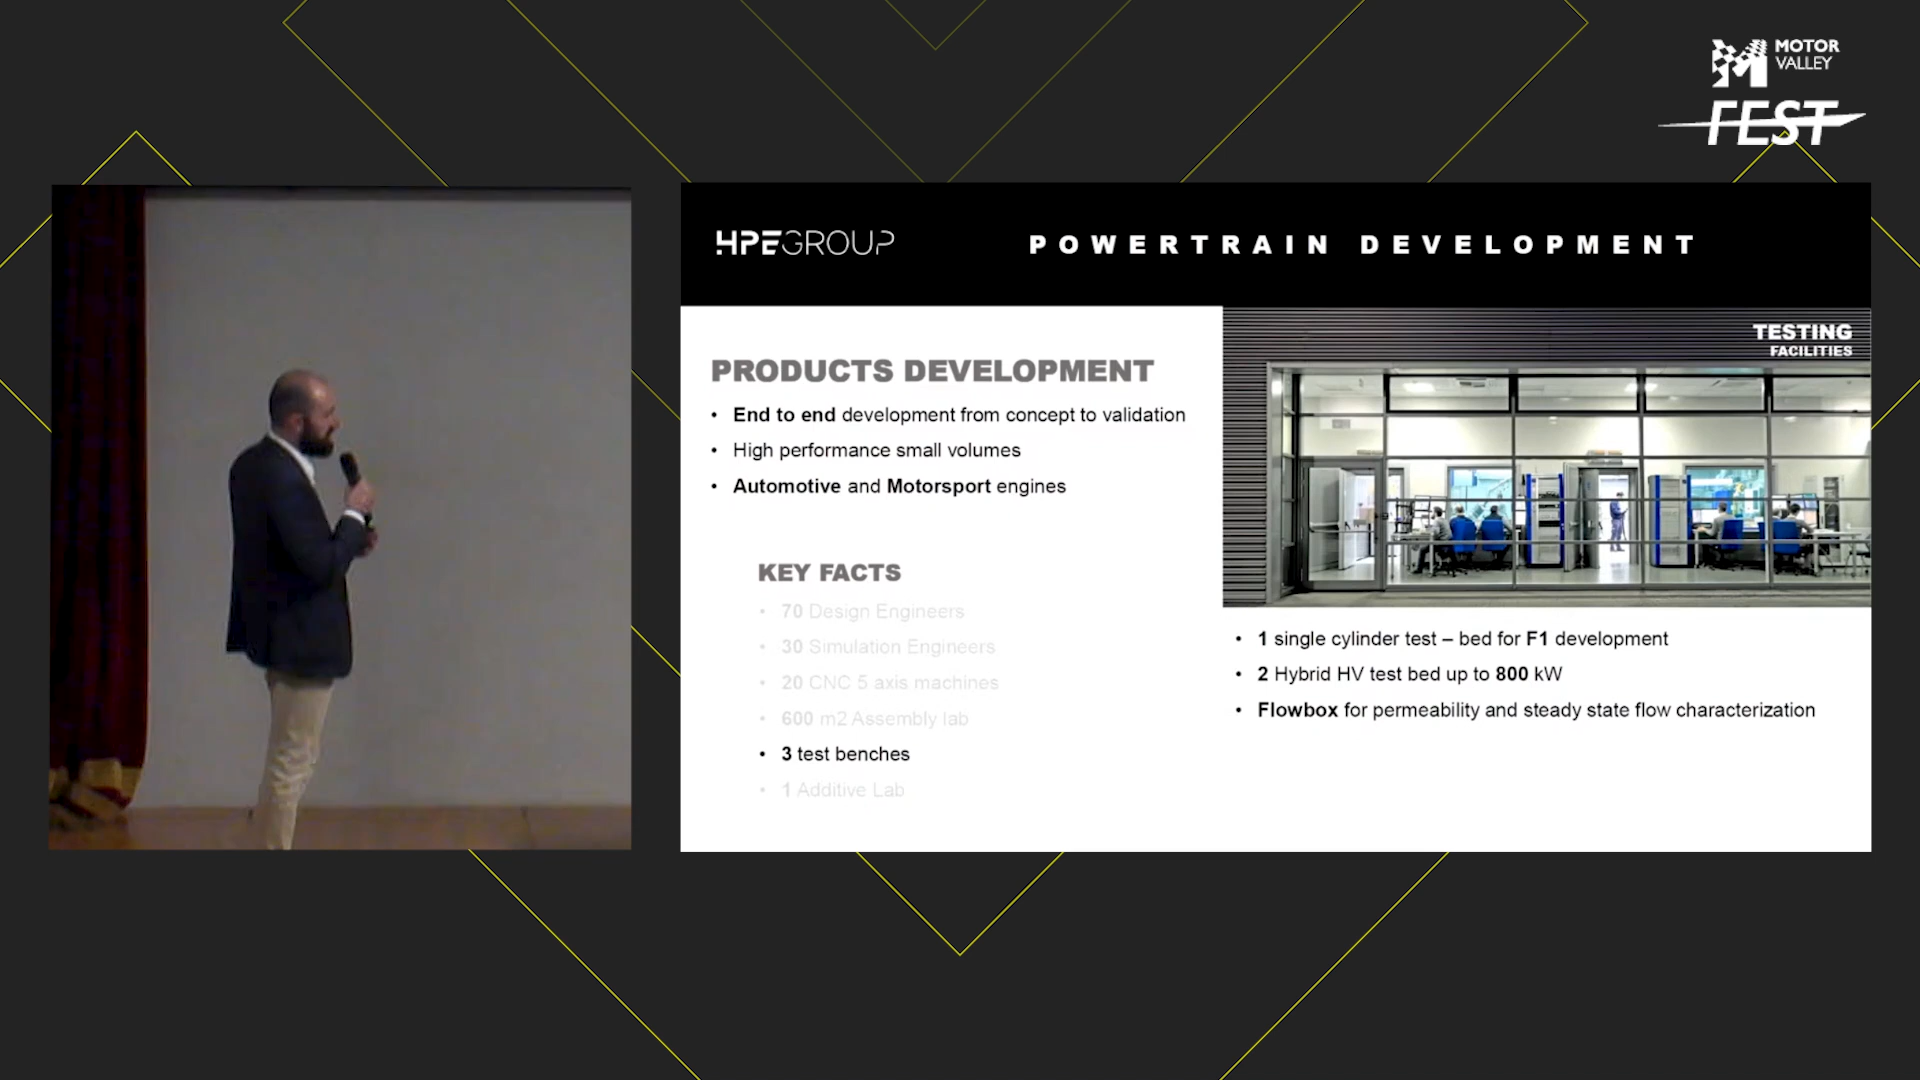 MOTOR
VALLEY
FEST
HPEGROUP
POWERTRAIN DEVELOPMENT
PRODUCTS DEVELOPMENT
• End to end development from concept to validation
• High performance small volumes
• Automotive and Motorsport engines
KEY FACTS
• 70 Design Engineers
• 30 Simulation Engineers
• 20 CNC 5 axis machines
• 600 m2 Assembly lab
• 3 test benches
• 1 Additive Lab
TESTING
FACILITIES
• 1 single cylinder test – bed for F1 development
• 2 Hybrid HV test bed up to 800 kW
• Flowbox for permeability and steady state flow characterization